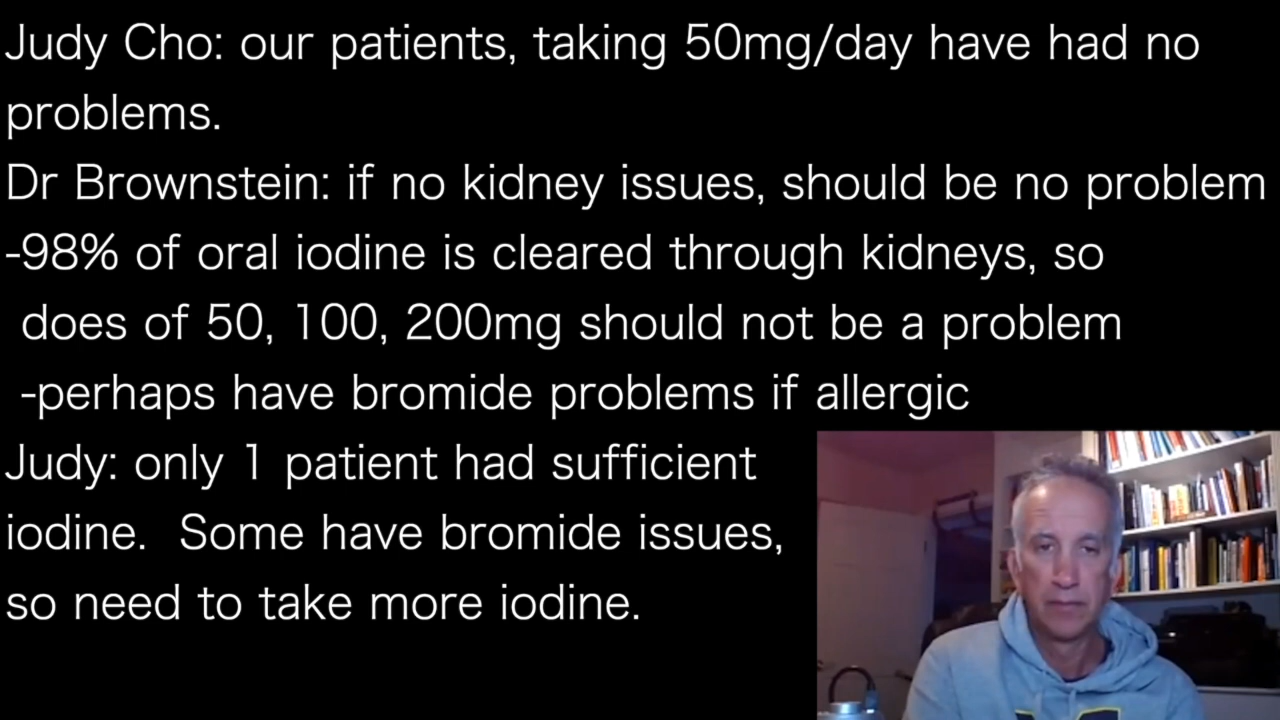 Judy Cho: our patients, taking 50mg/day have had no
problems.
Dr Brownstein: if no kidney issues, should be no problem
-98% of oral iodine is cleared through kidneys, so
does of 50, 100, 200mg should not be a problem
-perhaps have bromide problems if allergic
Judy: only 1 patient had sufficient
iodine.  Some have bromide issues,
so need to take more iodine.